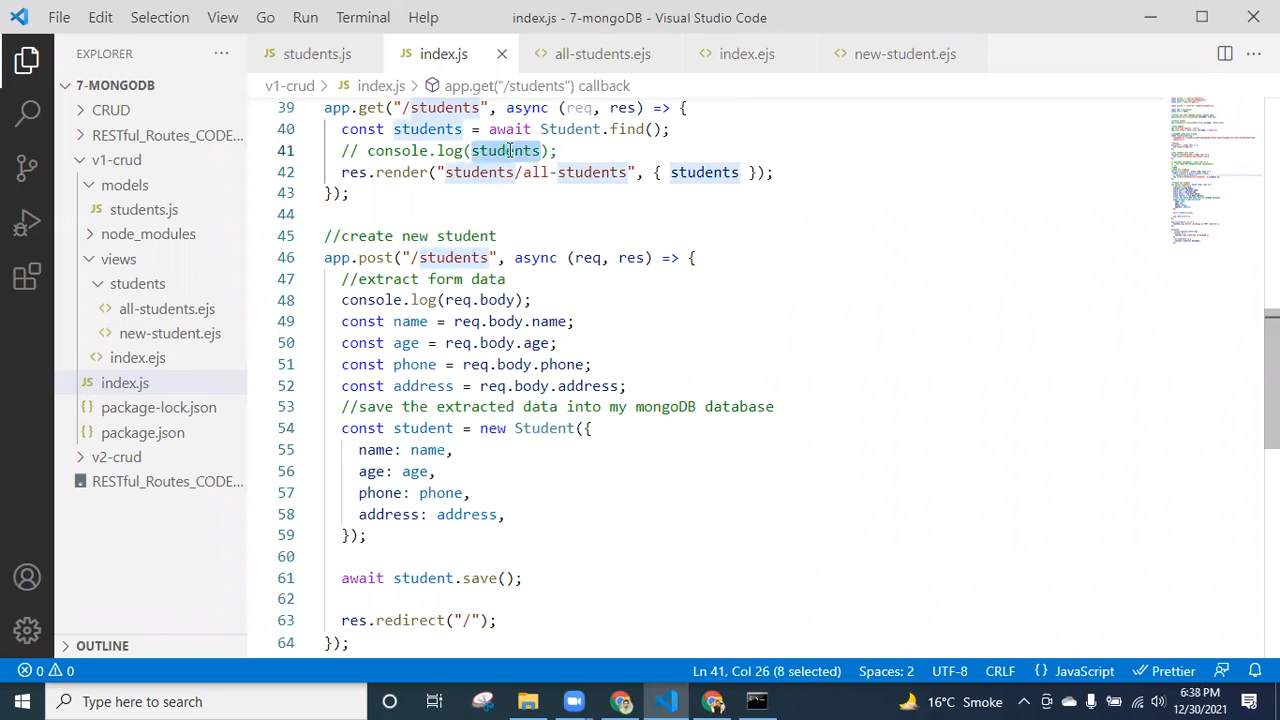 File Edit Selection View Go Run Terminal Help index.js - 7-mongoDB - Visual Studio Code
EXPLORER
students.js index.js all-students.ejs index.ejs new-student.ejs
7-MONGODB
CRUD
RESTful_Routes_CODE...
v1-crud
models
students.js
node_modules
views
students
all-students.ejs
new-student.ejs
index.ejs
index.js
package-lock.json
package.json
v2-crud
RESTful_Routes_CODE...
OUTLINE
v1-crud > index.js > app.get("/students") callback
39 app.get("/students" async (req, res) => {
40 const students await Student.find();
41 console.log(students);
42 res.render("students/all-students", students });
43 });
44
45 create new studen
46 app.post("/students", async (req, res) => {
47 //extract form data
48 console.log(req.body);
49 const name = req.body.name;
50 const age = req.body.age;
51 const phone = req.body.phone;
52 const address = req.body.address;
53 //save the extracted data into my mongoDB database
54 const student = new Student({
55 name: name,
56 age: age,
57 phone: phone,
58 address: address,
59 });
60
61 await student.save();
62
63 res.redirect("/");
64 });
0 0 Ln 41, Col 26 (8 selected) Spaces: 2 UTF-8 CRLF {} JavaScript Prettier
Type here to search 16°C Smoke 6:38 PM
12/30/2021